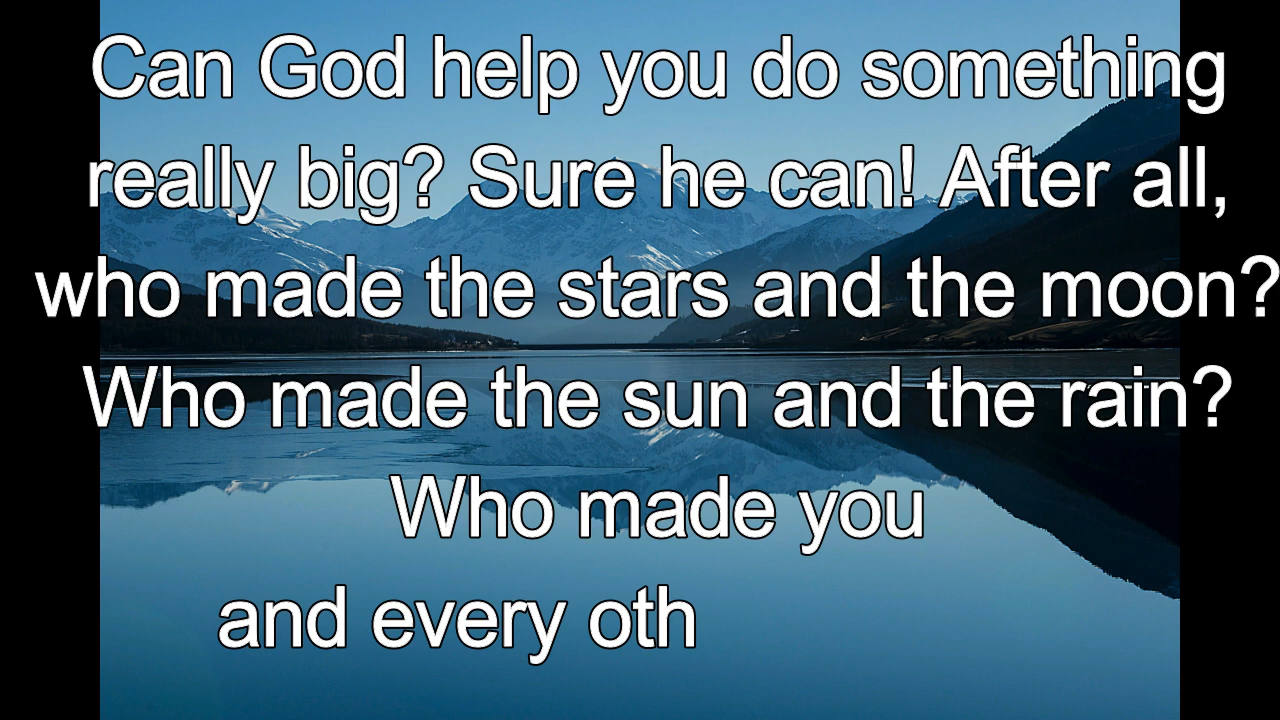 Can God help you do something
really big? Sure he can! After all,
who made the stars and the moon?
Who made the sun and the rain?
Who made you
and every oth